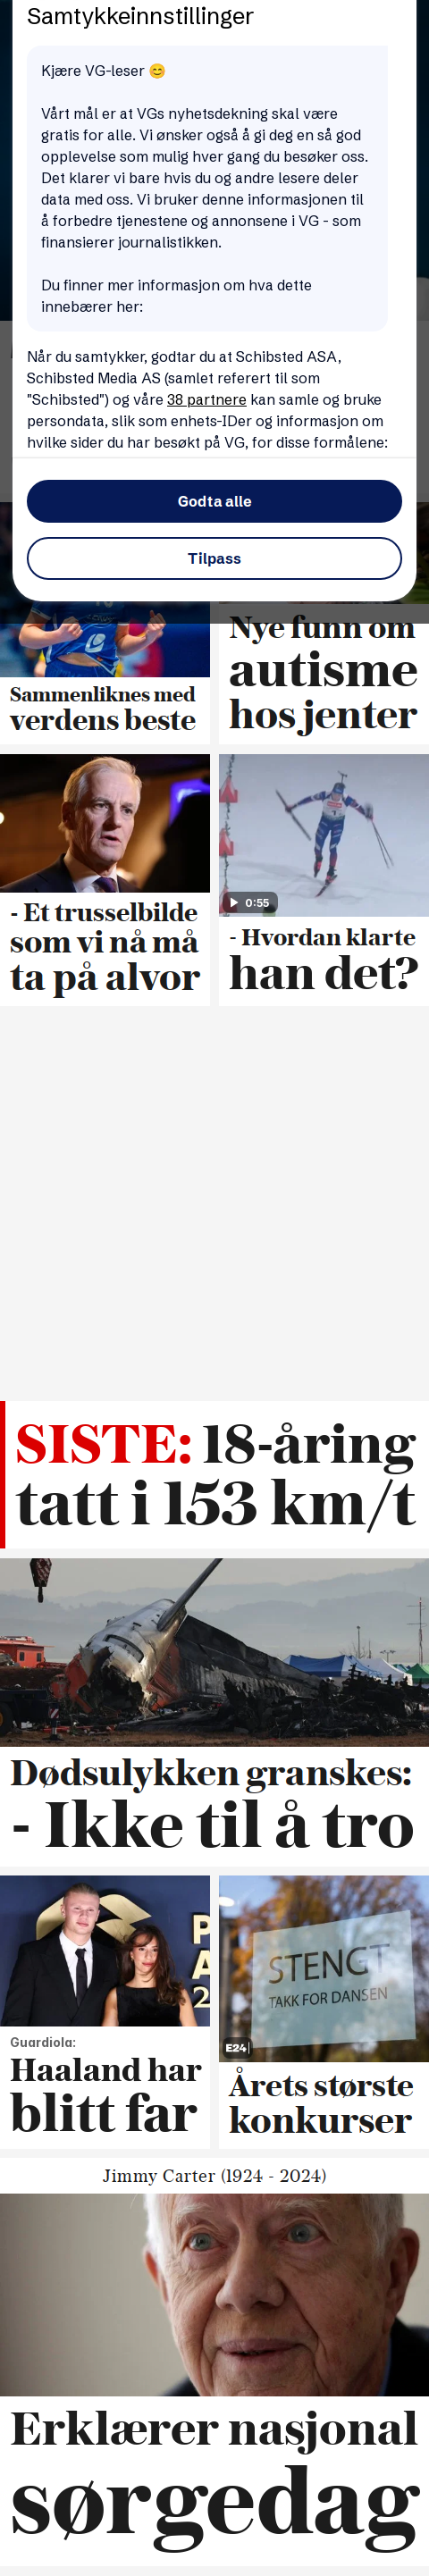 Samtykkeinnstillinger
Kjære VG-leser 😊
Vårt mål er at VGs nyhetsdekning skal være
gratis for alle. Vi ønsker også å gi deg en så god
opplevelse som mulig hver gang du besøker oss.
Det klarer vi bare hvis du og andre lesere deler
data med oss. Vi bruker denne informasjonen til
å forbedre tjenestene og annonsene i VG - som
finansierer journalistikken.
Du finner mer informasjon om hva dette
innebærer her:
Når du samtykker, godtar du at Schibsted ASA,
Schibsted Media AS (samlet referert til som
"Schibsted") og våre 38 partnere kan samle og bruke
persondata, slik som enhets-IDer og informasjon om
hvilke sider du har besøkt på VG, for disse formålene:
Godta alle
Tilpass
Sammenliknes med
verdens beste
Nye funn om
autisme
hos jenter
- Et trusselbilde
som vi nå må
ta på alvor
0:55
- Hvordan klarte
han det?
SISTE: 18-åring
tatt i 153 km/t
Dødsulykken granskes:
- Ikke til å tro
Guardiola:
Haaland har
blitt far
STENGT
TAKK FOR DANSEN
E24
Årets største
konkurser
Jimmy Carter (1924 - 2024)
Erklærer nasjonal
sørgedag